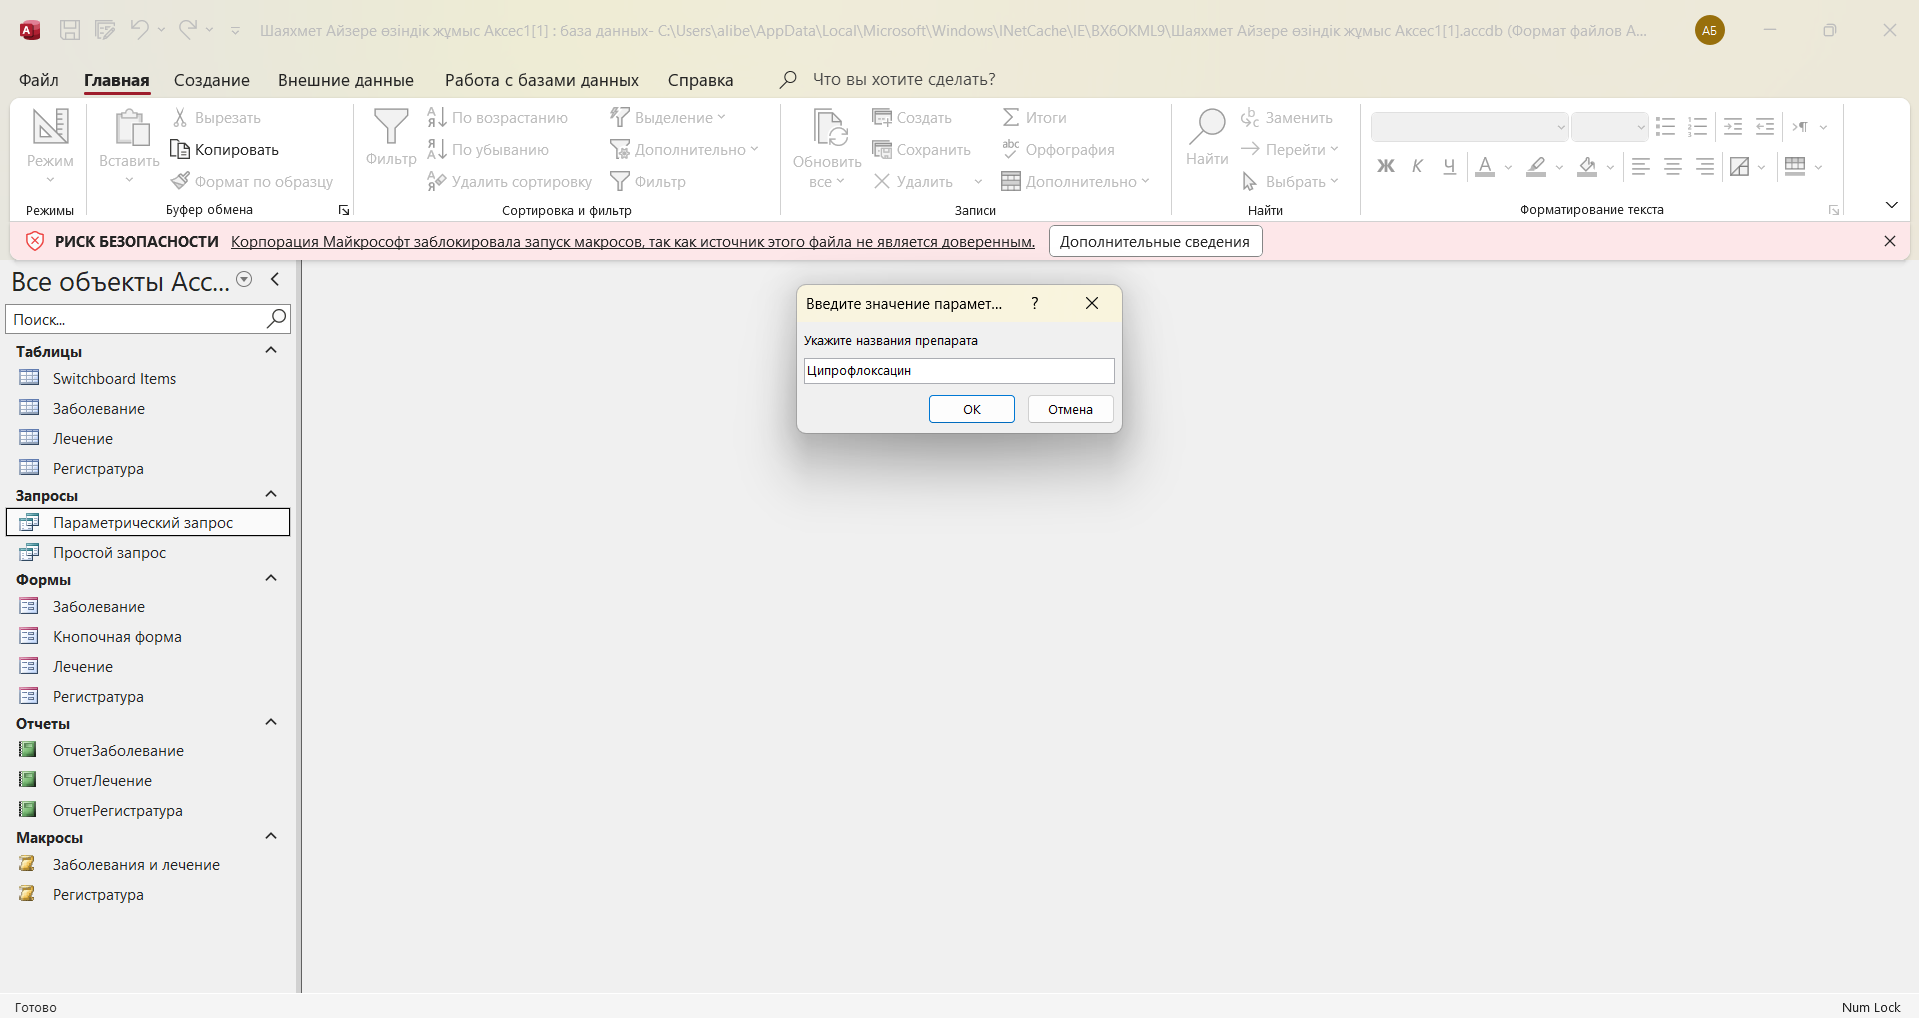 Шаяхмет Айзере өзіндік жұмыс Аксес1[1] : база данных- C:\Users\alibe\AppData\Local\Microsoft\Windows\INetCache\IE\BX6OKML9\Шаяхмет Айзере өзіндік жұмыс Аксес1[1].accdb (Формат файлов A...
АБ
Файл Главная Создание Внешние данные Работа с базами данных Справка Что вы хотите сделать?
Режим
Режимы
Вставить
Вырезать
Копировать
Формат по образцу
Буфер обмена
Фильтр
По возрастанию
По убыванию
Удалить сортировку
Выделение
Дополнительно
Фильтр
Сортировка и фильтр
Обновить
все
Создать
Сохранить
Удалить
Итоги
Орфография
Дополнительно
Записи
Найти
Заменить
Перейти
Выбрать
Найти
Ж К Ч А
Форматирование текста
РИСК БЕЗОПАСНОСТИ Корпорация Майкрософт заблокировала запуск макросов, так как источник этого файла не является доверенным. Дополнительные сведения
Все объекты Acc...
Поиск...
Таблицы
Switchboard Items
Заболевание
Лечение
Регистратура
Запросы
Параметрический запрос
Простой запрос
Формы
Заболевание
Кнопочная форма
Лечение
Регистратура
Отчеты
ОтчетЗаболевание
ОтчетЛечение
ОтчетРегистратура
Макросы
Заболевания и лечение
Регистратура
Введите значение парамет... ?
Укажите названия препарата
Ципрофлоксацин
ОК Отмена
Готово
Num Lock